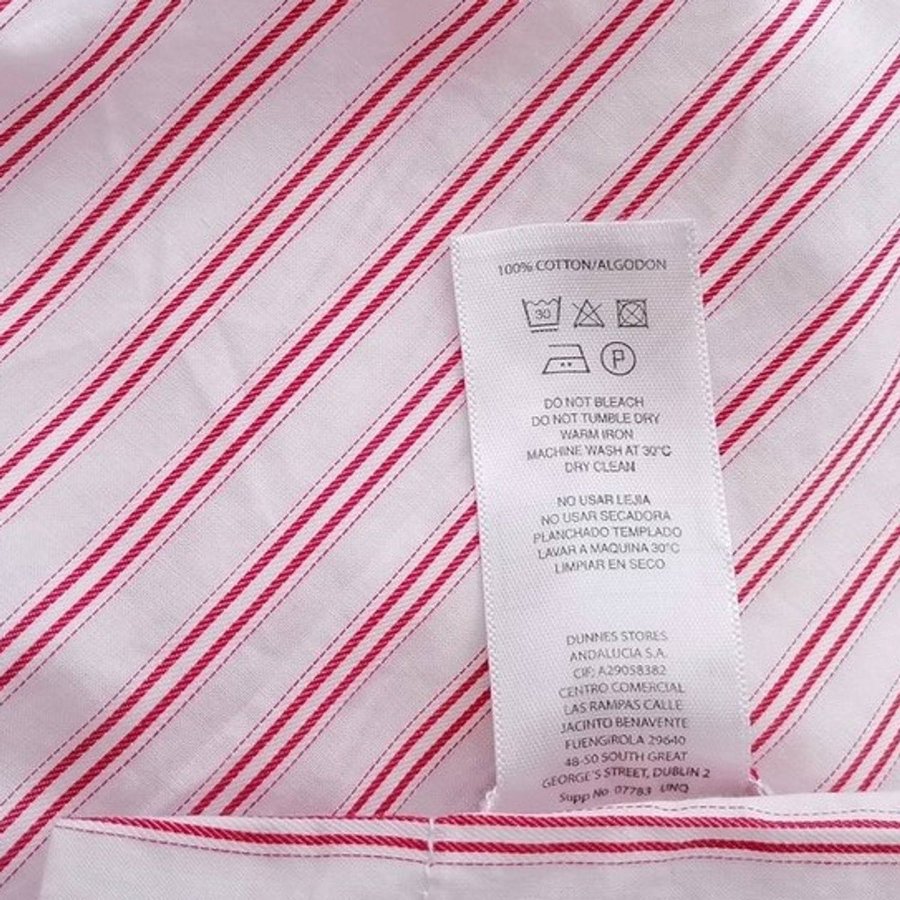 100% COTTON/ALGODON
30
P
DO NOT BLEACH
DO NOT TUMBLE DRY
WARM IRON
MACHINE WASH AT 30°C
DRY CLEAN
NO USAR LEJIA
NO USAR SECADORA
PLANCHADO TEMPLADO
LAVAR A MAQUINA 30°C
LIMPIAR EN SECO
DUNNES STORES
ANDALUCIA S.A.
CIF: A29058382
CENTRO COMERCIAL
LAS RAMPAS CALLE
JACINTO BENAVENTE
FUENGIROLA 29640
48-50 SOUTH GREAT
GEORGE'S STREET, DUBLIN 2
Supp No 07783 UNQ